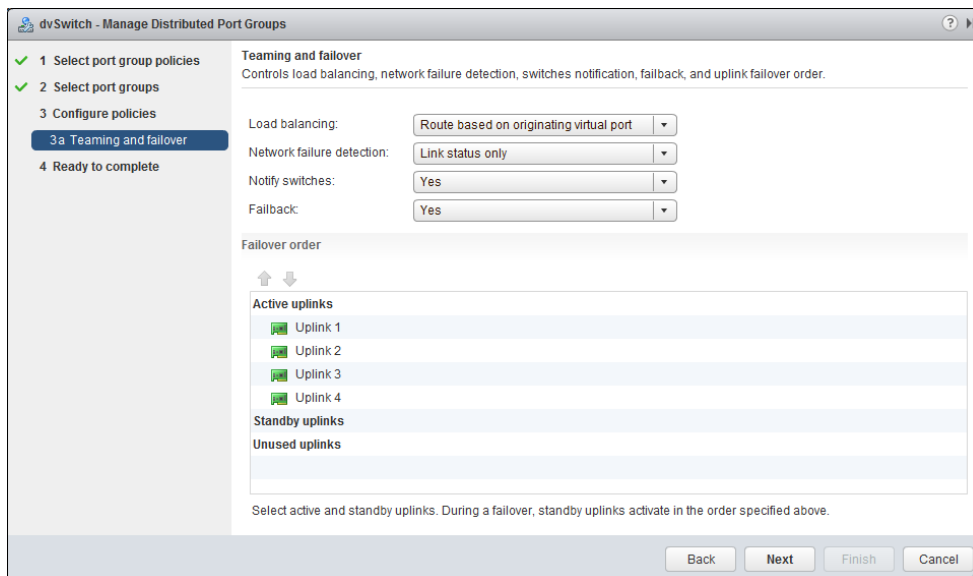 dvSwitch - Manage Distributed Port Groups
?
1 Select port group policies
2 Select port groups
3 Configure policies
3a Teaming and failover
4 Ready to complete
Teaming and failover
Controls load balancing, network failure detection, switches notification, failback, and uplink failover order.
Load balancing: Route based on originating virtual port
Network failure detection: Link status only
Notify switches: Yes
Failback: Yes
Failover order
Active uplinks
Uplink 1
Uplink 2
Uplink 3
Uplink 4
Standby uplinks
Unused uplinks
Select active and standby uplinks. During a failover, standby uplinks activate in the order specified above.
Back Next Finish Cancel